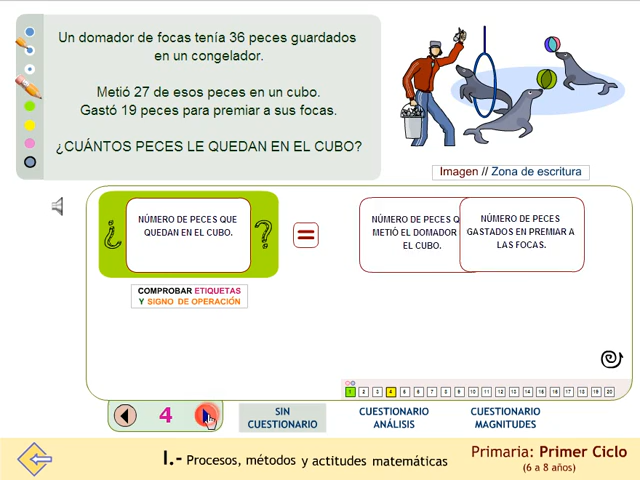 Un domador de focas tenía 36 peces guardados
en un congelador.
Metió 27 de esos peces en un cubo.
Gastó 19 peces para premiar a sus focas.
¿CUÁNTOS PECES LE QUEDAN EN EL CUBO?
Imagen // Zona de escritura
¿
NÚMERO DE PECES QUE
QUEDAN EN EL CUBO.
?
=
NÚMERO DE PECES Q
METIÓ EL DOMADOR
EL CUBO.
NÚMERO DE PECES
GASTADOS EN PREMIAR A
LAS FOCAS.
COMPROBAR ETIQUETAS
Y SIGNO DE OPERACIÓN
1 2 3 4 5 6 7 8 9 10 11 12 13 14 15 16 17 18 19 20
4
SIN
CUESTIONARIO
CUESTIONARIO
ANÁLISIS
CUESTIONARIO
MAGNITUDES
I.- Procesos, métodos y actitudes matemáticas
Primaria: Primer Ciclo
(6 a 8 años)